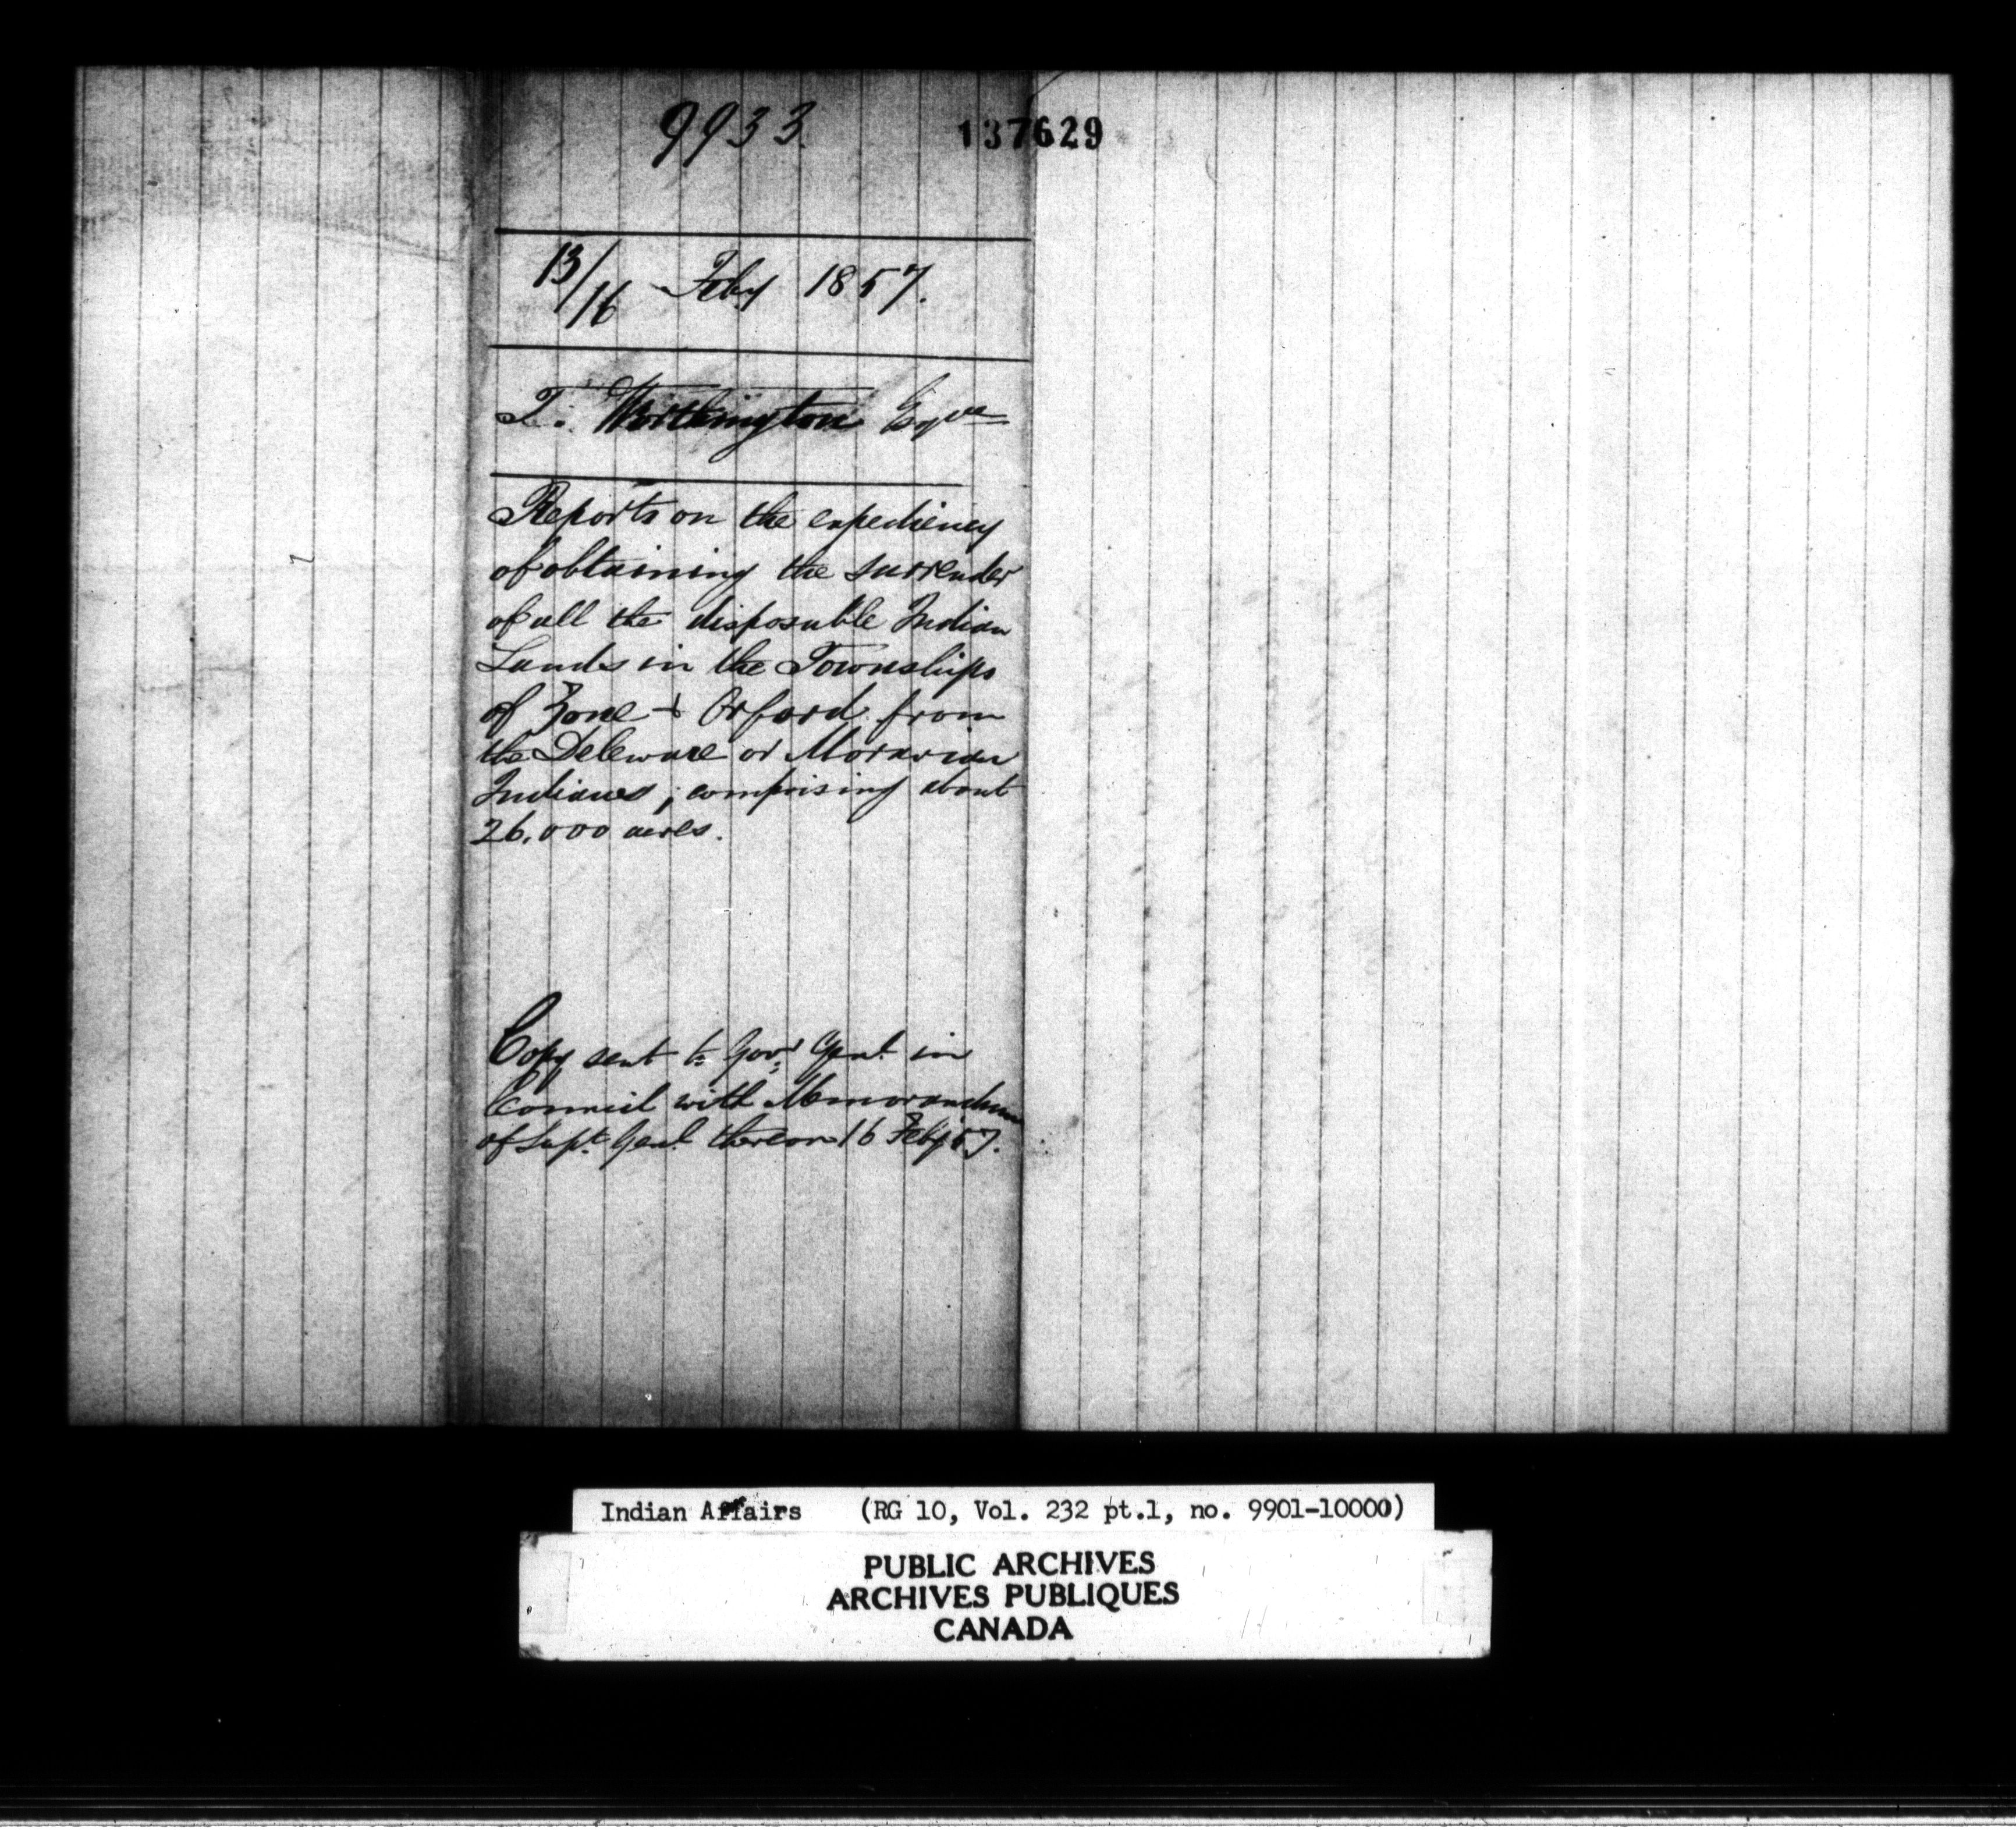 9933.
137629
13/16 Feby 1857.
T. Worthington Esqre
Reports on the expediency
of obtaining the surrender
of all the disposable Indian
Lands in the Townships
of Zone & Orford from
the Deleware or Moravian
Indians; comprising about
26.000 acres.
Copy sent to Govr Genl in
Council with Memorandum
of Supt. Genl. thereon 16 Feby 57.
Indian Affairs (RG 10, Vol. 232 pt.1, no. 9901-10000)
PUBLIC ARCHIVES
ARCHIVES PUBLIQUES
CANADA